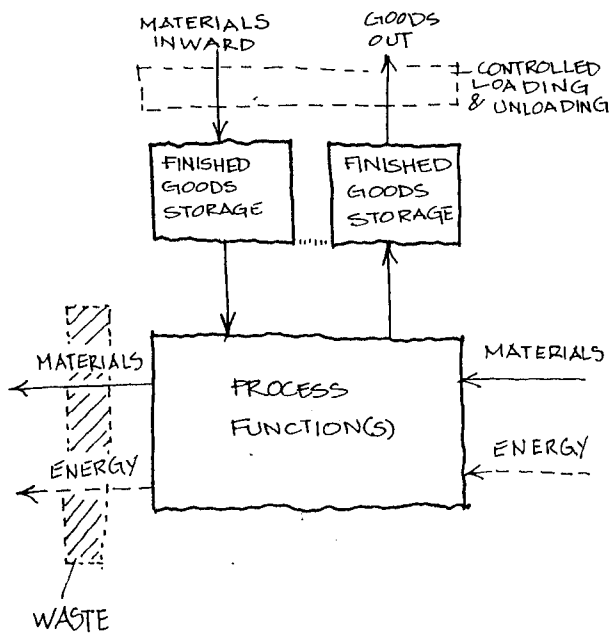 MATERIALS
INWARD
GOODS
OUT
CONTROLLED
LOADING
& UNLOADING
FINISHED
GOODS
STORAGE
FINISHED
GOODS
STORAGE
MATERIALS
PROCESS
FUNCTION(S)
MATERIALS
ENERGY
ENERGY
WASTE